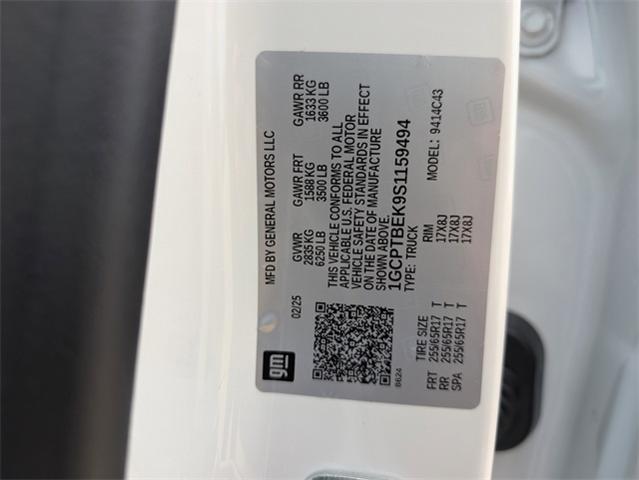 gm
MFD BY GENERAL MOTORS LLC
02/25
GVWR GAWR FRT GAWR RR
2835 KG 1588 KG 1633 KG
6250 LB 3500 LB 3600 LB
THIS VEHICLE CONFORMS TO ALL
APPLICABLE U.S. FEDERAL MOTOR
VEHICLE SAFETY STANDARDS IN EFFECT
ON THE DATE OF MANUFACTURE
SHOWN ABOVE.
1GCPTBEK9S1159494
B624
TYPE: TRUCK MODEL: 9414C43
TIRE SIZE RIM
FRT 255/65R17 T 17X8J
RR 255/65R17 T 17X8J
SPA 255/65R17 T 17X8J